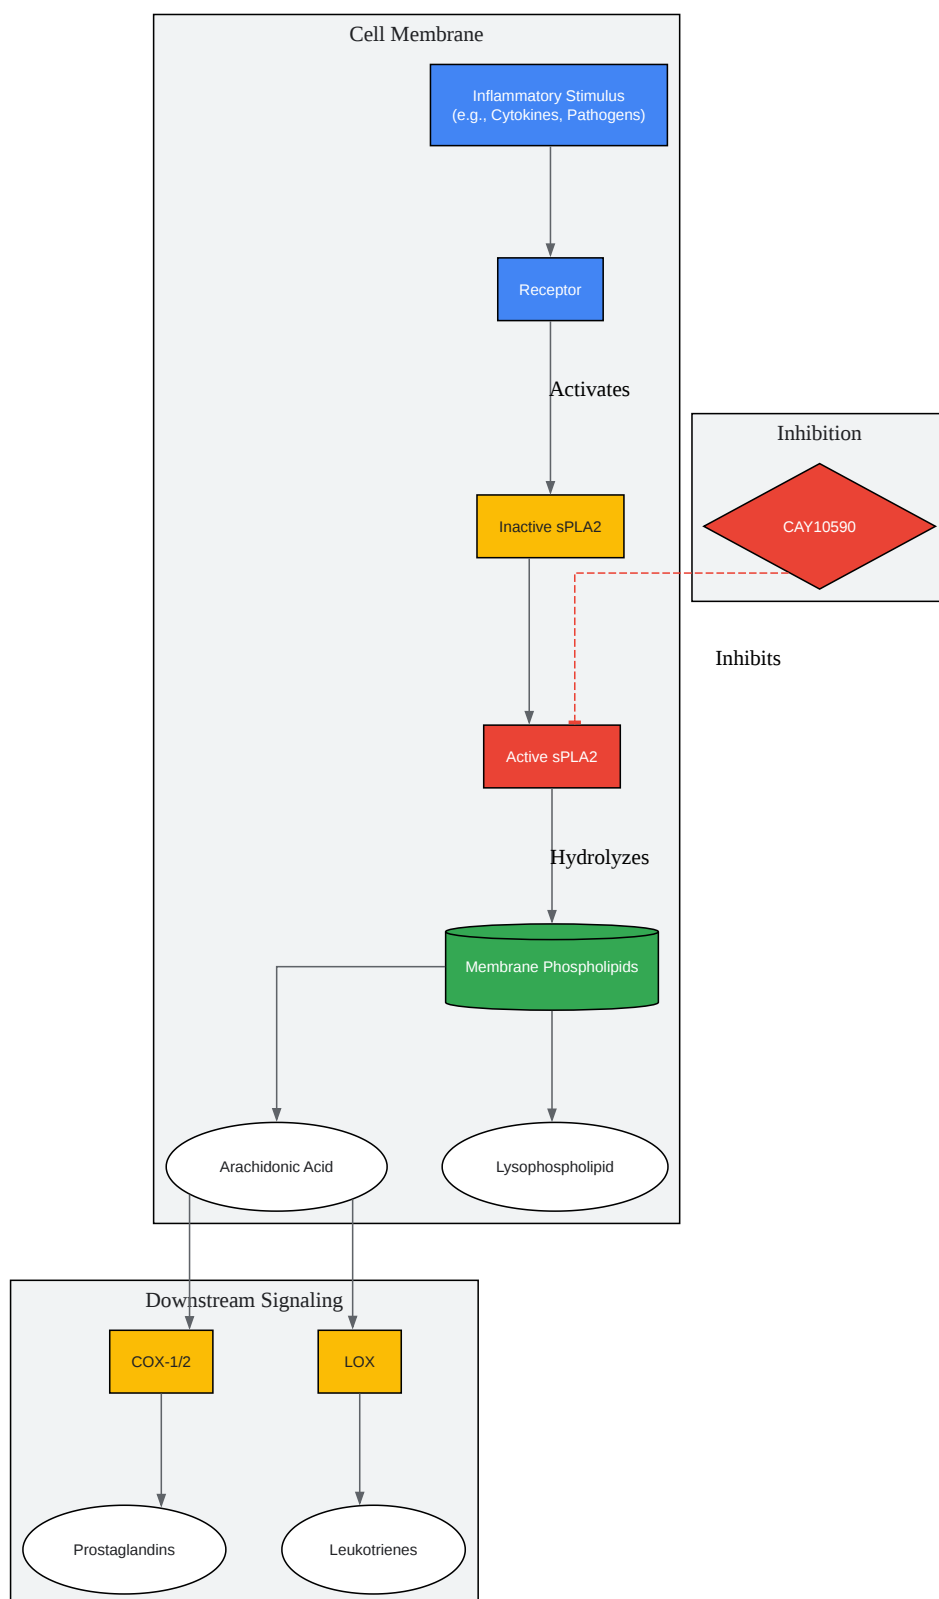 Cell Membrane
Inflammatory Stimulus
(e.g., Cytokines, Pathogens)
Receptor
Activates
Inhibition
Inactive sPLA2
CAY10590
Inhibits
Active sPLA2
Hydrolyzes
Membrane Phospholipids
Arachidonic Acid
Lysophospholipid
Downstream Signaling
COX-1/2
LOX
Prostaglandins
Leukotrienes